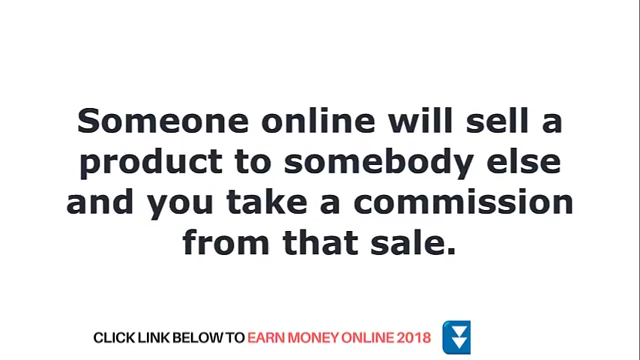 Someone online will sell a
product to somebody else
and you take a commission
from that sale.
CLICK LINK BELOW TO EARN MONEY ONLINE 2018